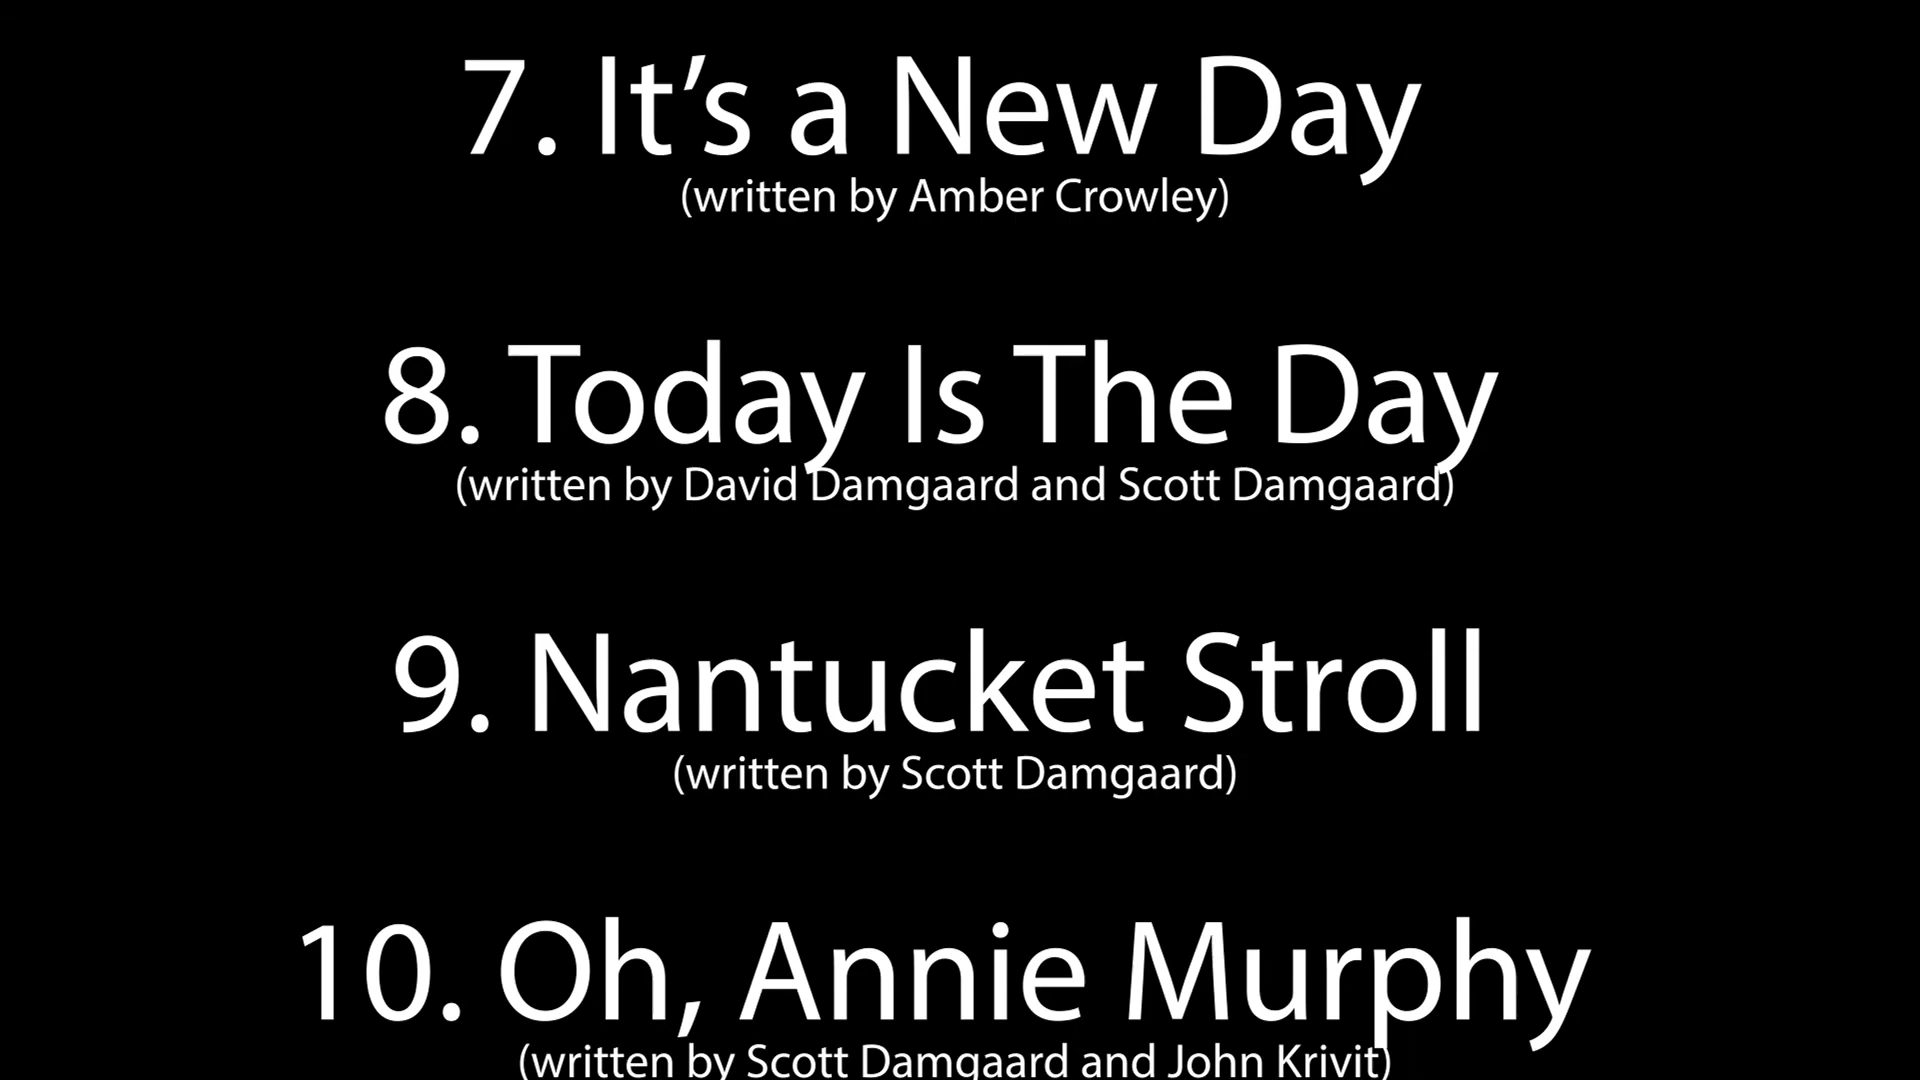 7. It’s a New Day
(written by Amber Crowley)
8. Today Is The Day
(written by David Damgaard and Scott Damgaard)
9. Nantucket Stroll
(written by Scott Damgaard)
10. Oh, Annie Murphy
(written by Scott Damgaard and John Krivit)